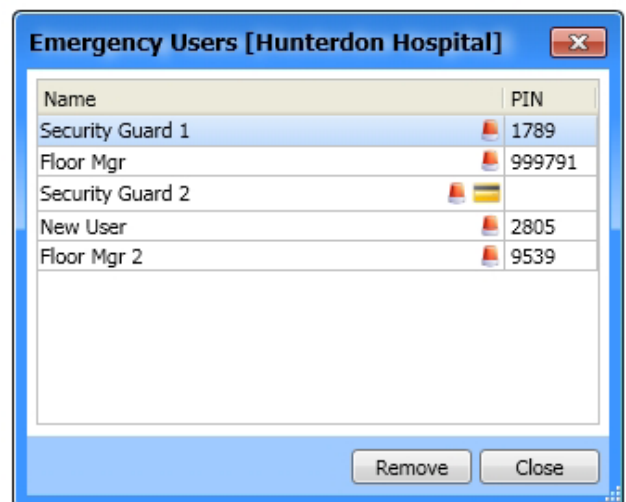 Emergency Users [Hunterdon Hospital]
Name PIN
Security Guard 1 1789
Floor Mgr 999791
Security Guard 2
New User 2805
Floor Mgr 2 9539
Remove Close